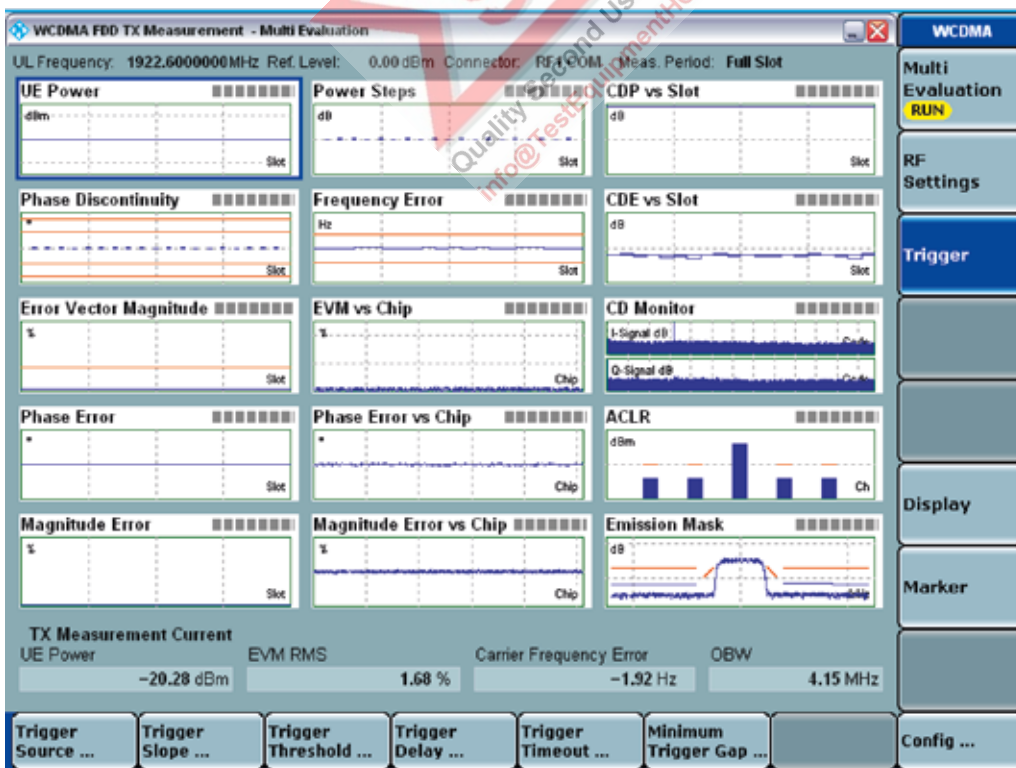 WCDMA FDD TX Measurement - Multi Evaluation
WCDMA
UL Frequency: 1922.6000000 MHz Ref. Level: 0.00 dBm Connector: RF1COM Meas. Period: Full Slot
Quality Second
UE Power
dBm
Slot
Power Steps
dB
Slot
CDP vs Slot
dB
Slot
Phase Discontinuity
°
Slot
Frequency Error
Hz
Slot
CDE vs Slot
dB
Slot
Error Vector Magnitude
%
Slot
EVM vs Chip
%
Chip
CD Monitor
I-Signal dB
Code
Q-Signal dB
Code
Phase Error
°
Slot
Phase Error vs Chip
°
Chip
ACLR
dBm
Ch
Magnitude Error
%
Slot
Magnitude Error vs Chip
%
Chip
Emission Mask
dB
TX Measurement Current
UE Power
−20.28 dBm
EVM RMS
1.68 %
Carrier Frequency Error
−1.92 Hz
OBW
4.15 MHz
Multi
Evaluation
RUN
RF
Settings
Trigger
Display
Marker
Trigger
Source ...
Trigger
Slope ...
Trigger
Threshold ...
Trigger
Delay ...
Trigger
Timeout ...
Minimum
Trigger Gap ...
Config ...